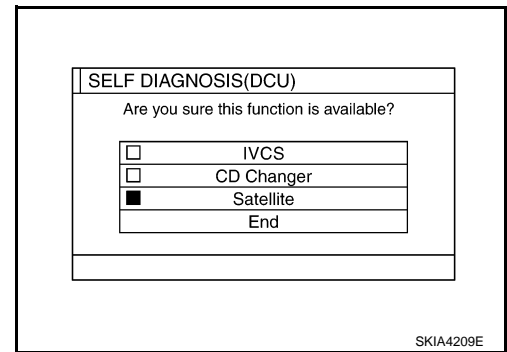 SELF DIAGNOSIS(DCU)
Are you sure this function is available?
IVCS
CD Changer
Satellite
End
SKIA4209E